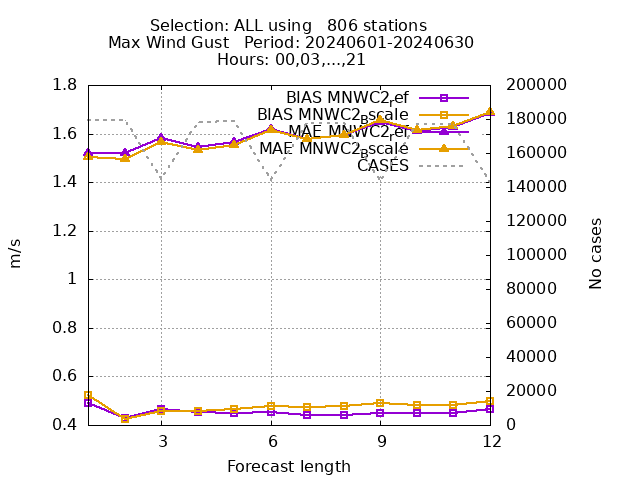 Selection: ALL using   806 stations
Max Wind Gust   Period: 20240601-20240630
Hours: 00,03,...,21
BIAS MNWC2_ref
BIAS MNWC2_Bscale
MAE MNWC2_ref
MAE MNWC2_Bscale
CASES
1.8
1.6
1.4
1.2
1
0.8
0.6
0.4
200000
180000
160000
140000
120000
100000
80000
60000
40000
20000
0
m/s
No cases
3
6
9
12
Forecast length